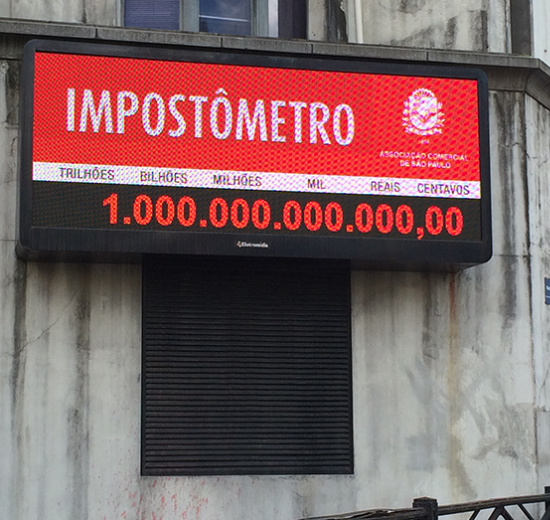 IMPOSTÔMETRO
ASSOCIAÇÃO COMERCIAL
DE SÃO PAULO
TRILHÕES BILHÕES MILHÕES MIL REAIS CENTAVOS
1.000.000.000.000,00
Eletromidia